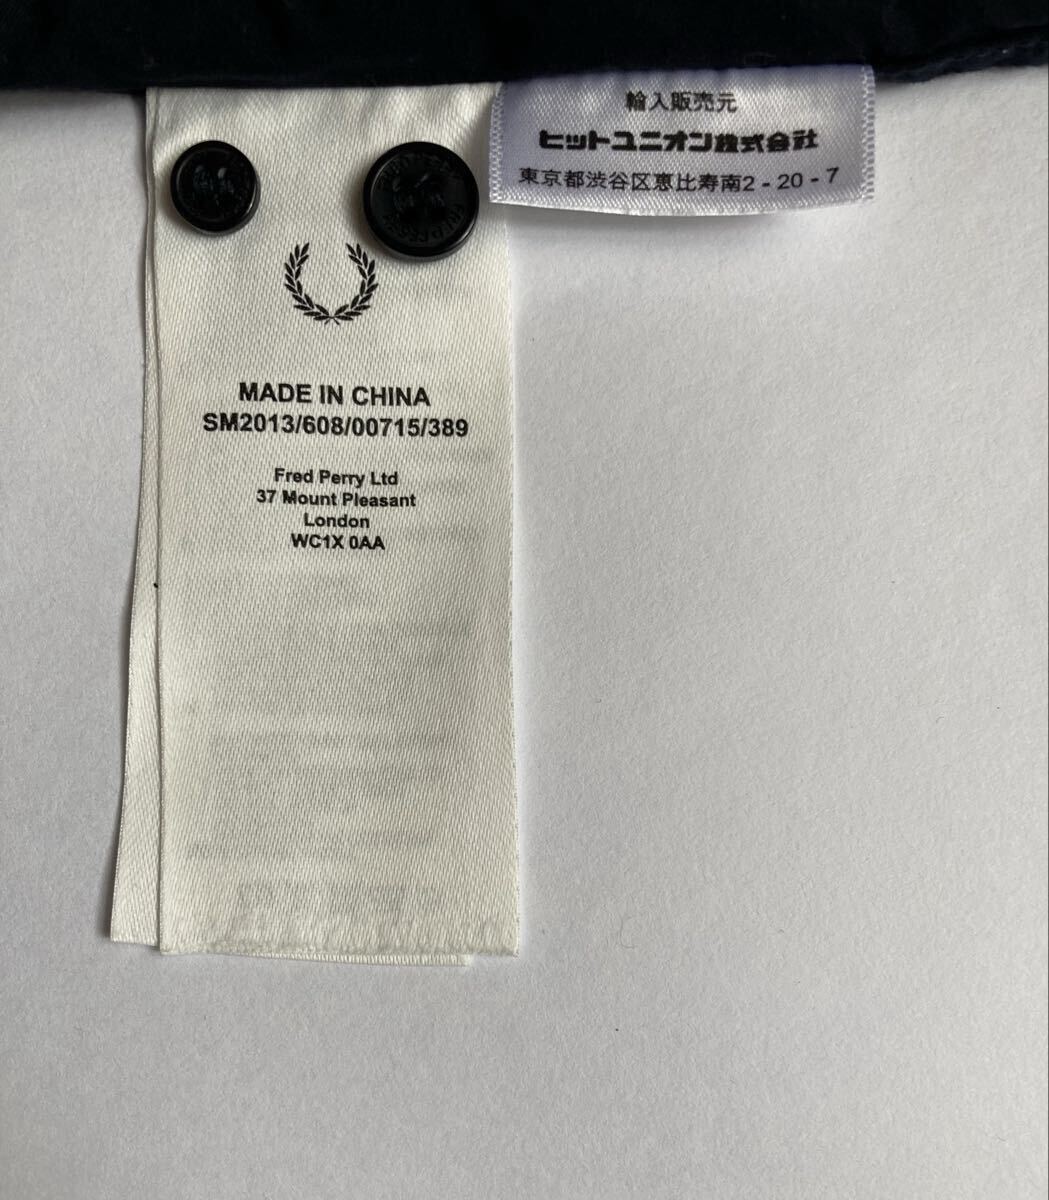 輸入販売元
ヒットユニオン株式会社
東京都渋谷区恵比寿南2-20-7
MADE IN CHINA
SM2013/608/00715/389
Fred Perry Ltd
37 Mount Pleasant
London
WC1X 0AA